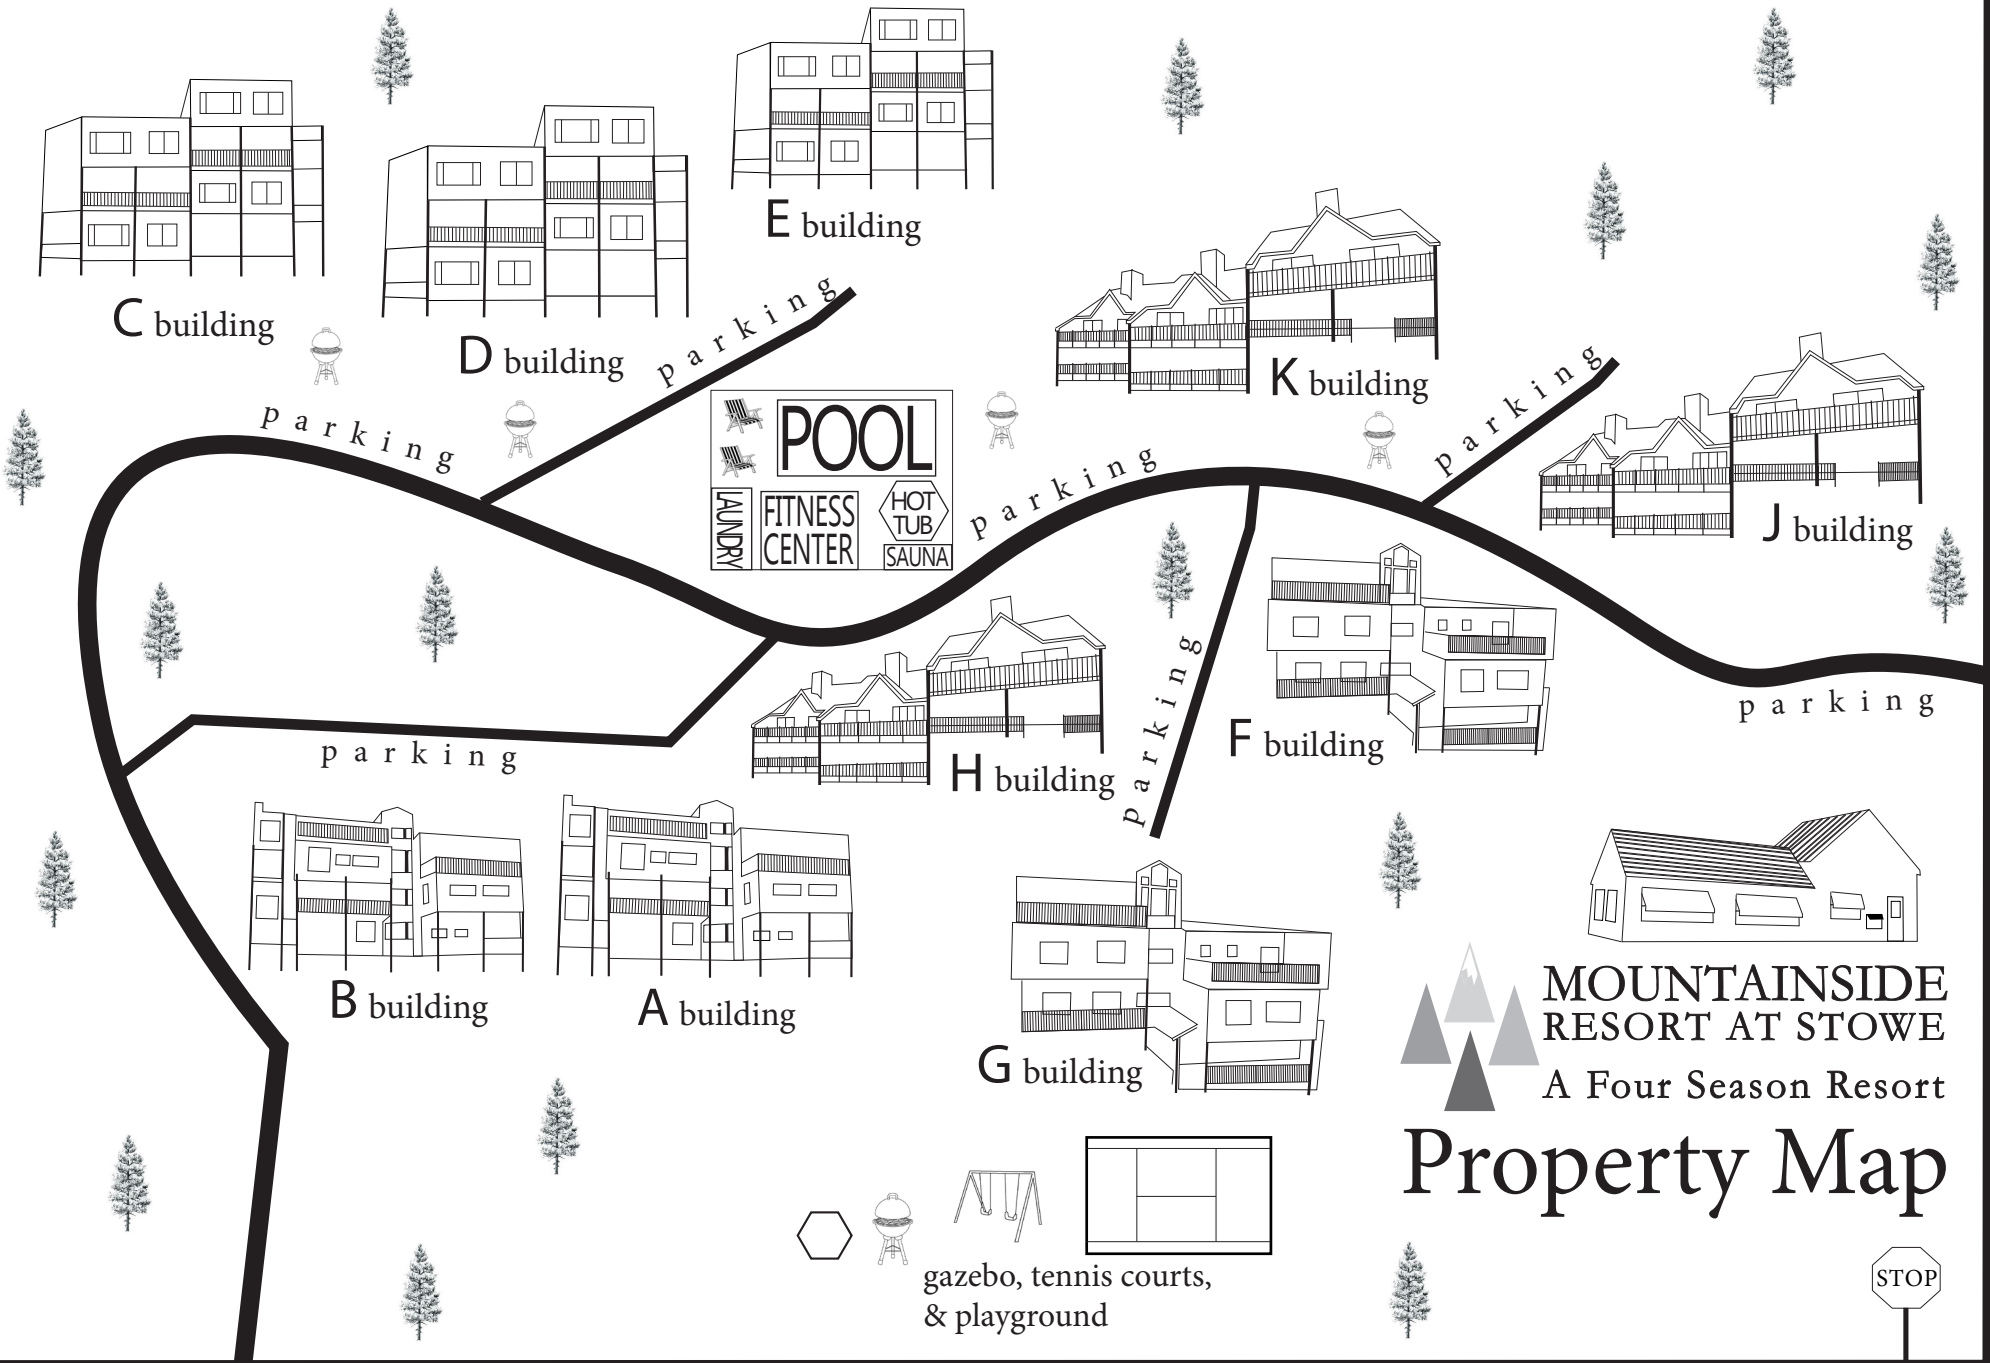 E building
C building
D building
parking
K building
parking
parking
POOL
parking
J building
LAUNDRY
FITNESS
CENTER
HOT
TUB
SAUNA
parking
parking
parking
H building
F building
parking
B building
A building
G building
MOUNTAINSIDE
RESORT AT STOWE
A Four Season Resort
Property Map
gazebo, tennis courts,
& playground
STOP